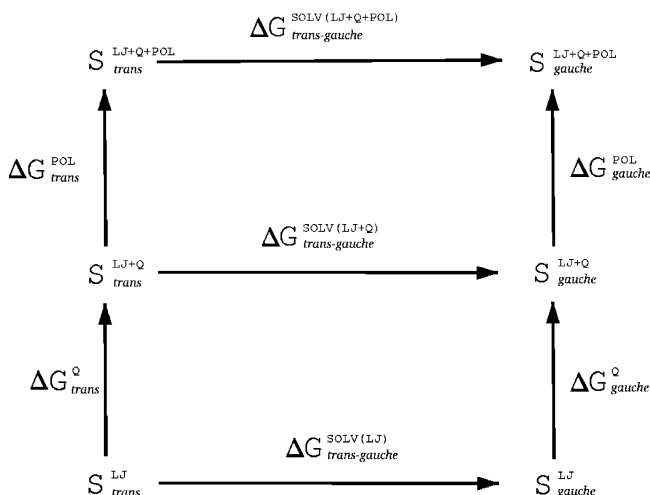 ΔG SOLV(LJ+Q+POL) trans-gauche
S LJ+Q+POL trans
S LJ+Q+POL gauche
ΔG POL trans
ΔG POL gauche
ΔG SOLV(LJ+Q) trans-gauche
S LJ+Q trans
S LJ+Q gauche
ΔG Q trans
ΔG Q gauche
ΔG SOLV(LJ) trans-gauche
S LJ trans
S LJ gauche